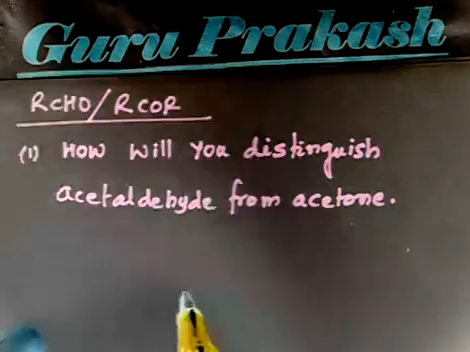 Guru Prakash
RCHO/RCOR
(1) How will you distinguish
acetaldehyde from acetone.